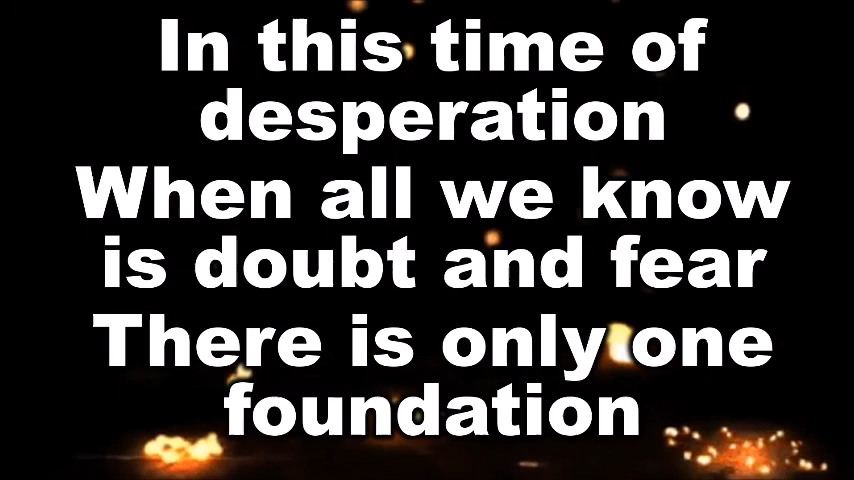 In this time of
desperation
When all we know
is doubt and fear
There is only one
foundation